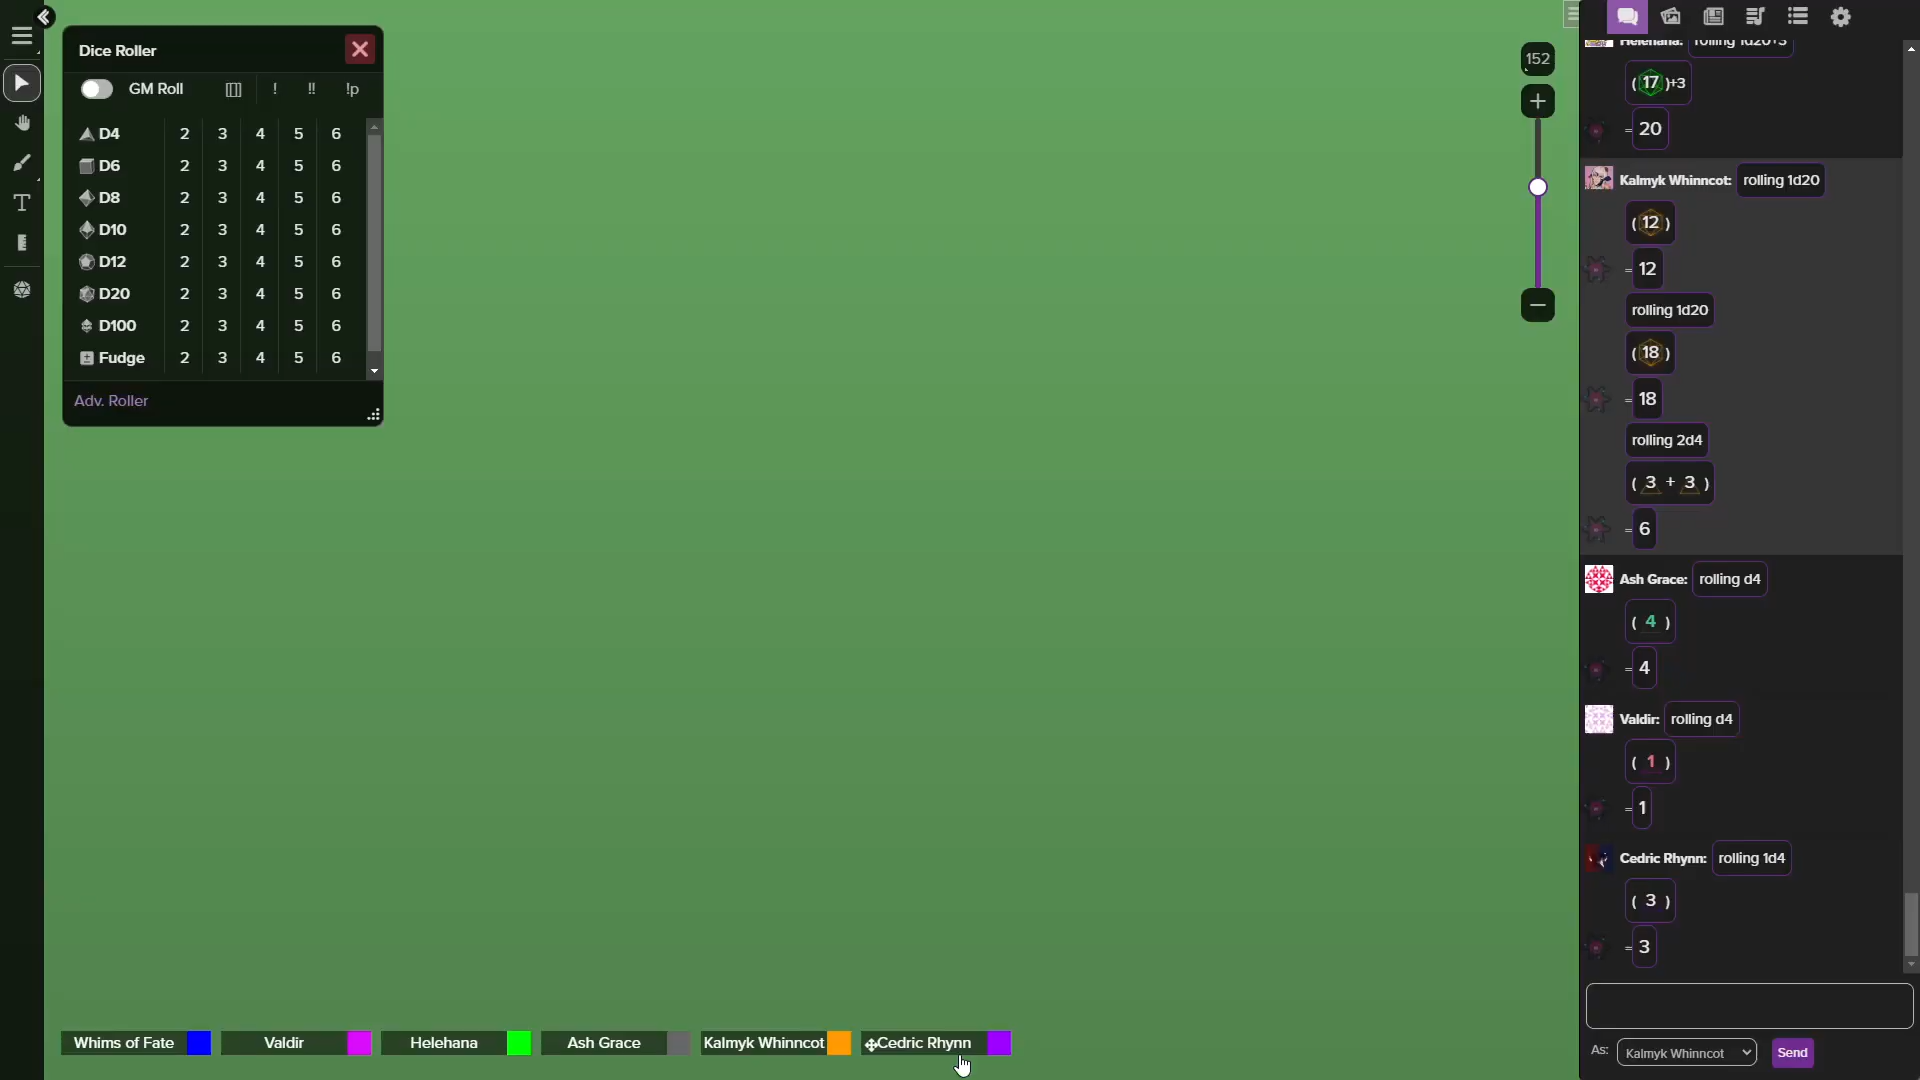 Dice Roller
GM Roll [[]] ! !! !p
D4 2 3 4 5 6
D6 2 3 4 5 6
D8 2 3 4 5 6
D10 2 3 4 5 6
D12 2 3 4 5 6
D20 2 3 4 5 6
D100 2 3 4 5 6
Fudge 2 3 4 5 6
Adv. Roller
152
Helehana: rolling 1d20+3
(17)+3
=20
Kalmyk Whinncot: rolling 1d20
(12)
=12
rolling 1d20
(18)
=18
rolling 2d4
(3 + 3)
=6
Ash Grace: rolling d4
(4)
=4
Valdir: rolling d4
(1)
=1
Cedric Rhynn: rolling 1d4
(3)
=3
As: Kalmyk Whinncot Send
Whims of Fate Valdir Helehana Ash Grace Kalmyk Whinncot Cedric Rhynn